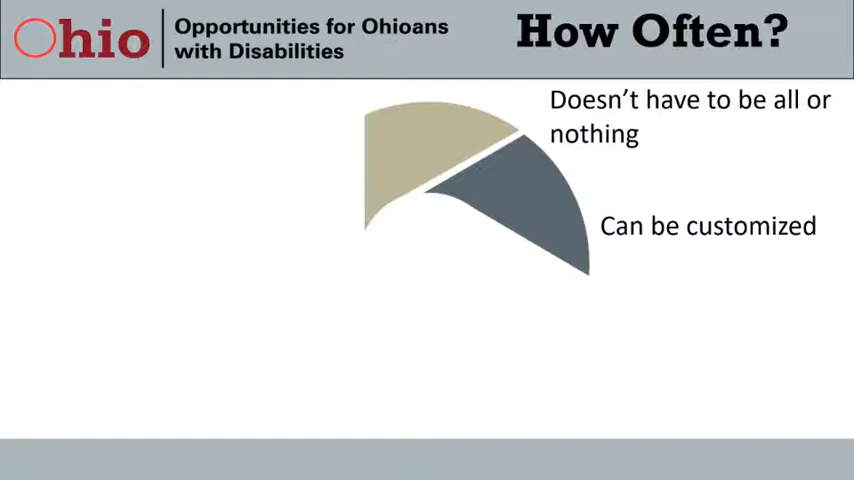 Ohio
Opportunities for Ohioans
with Disabilities
How Often?
Doesn't have to be all or
nothing
Can be customized